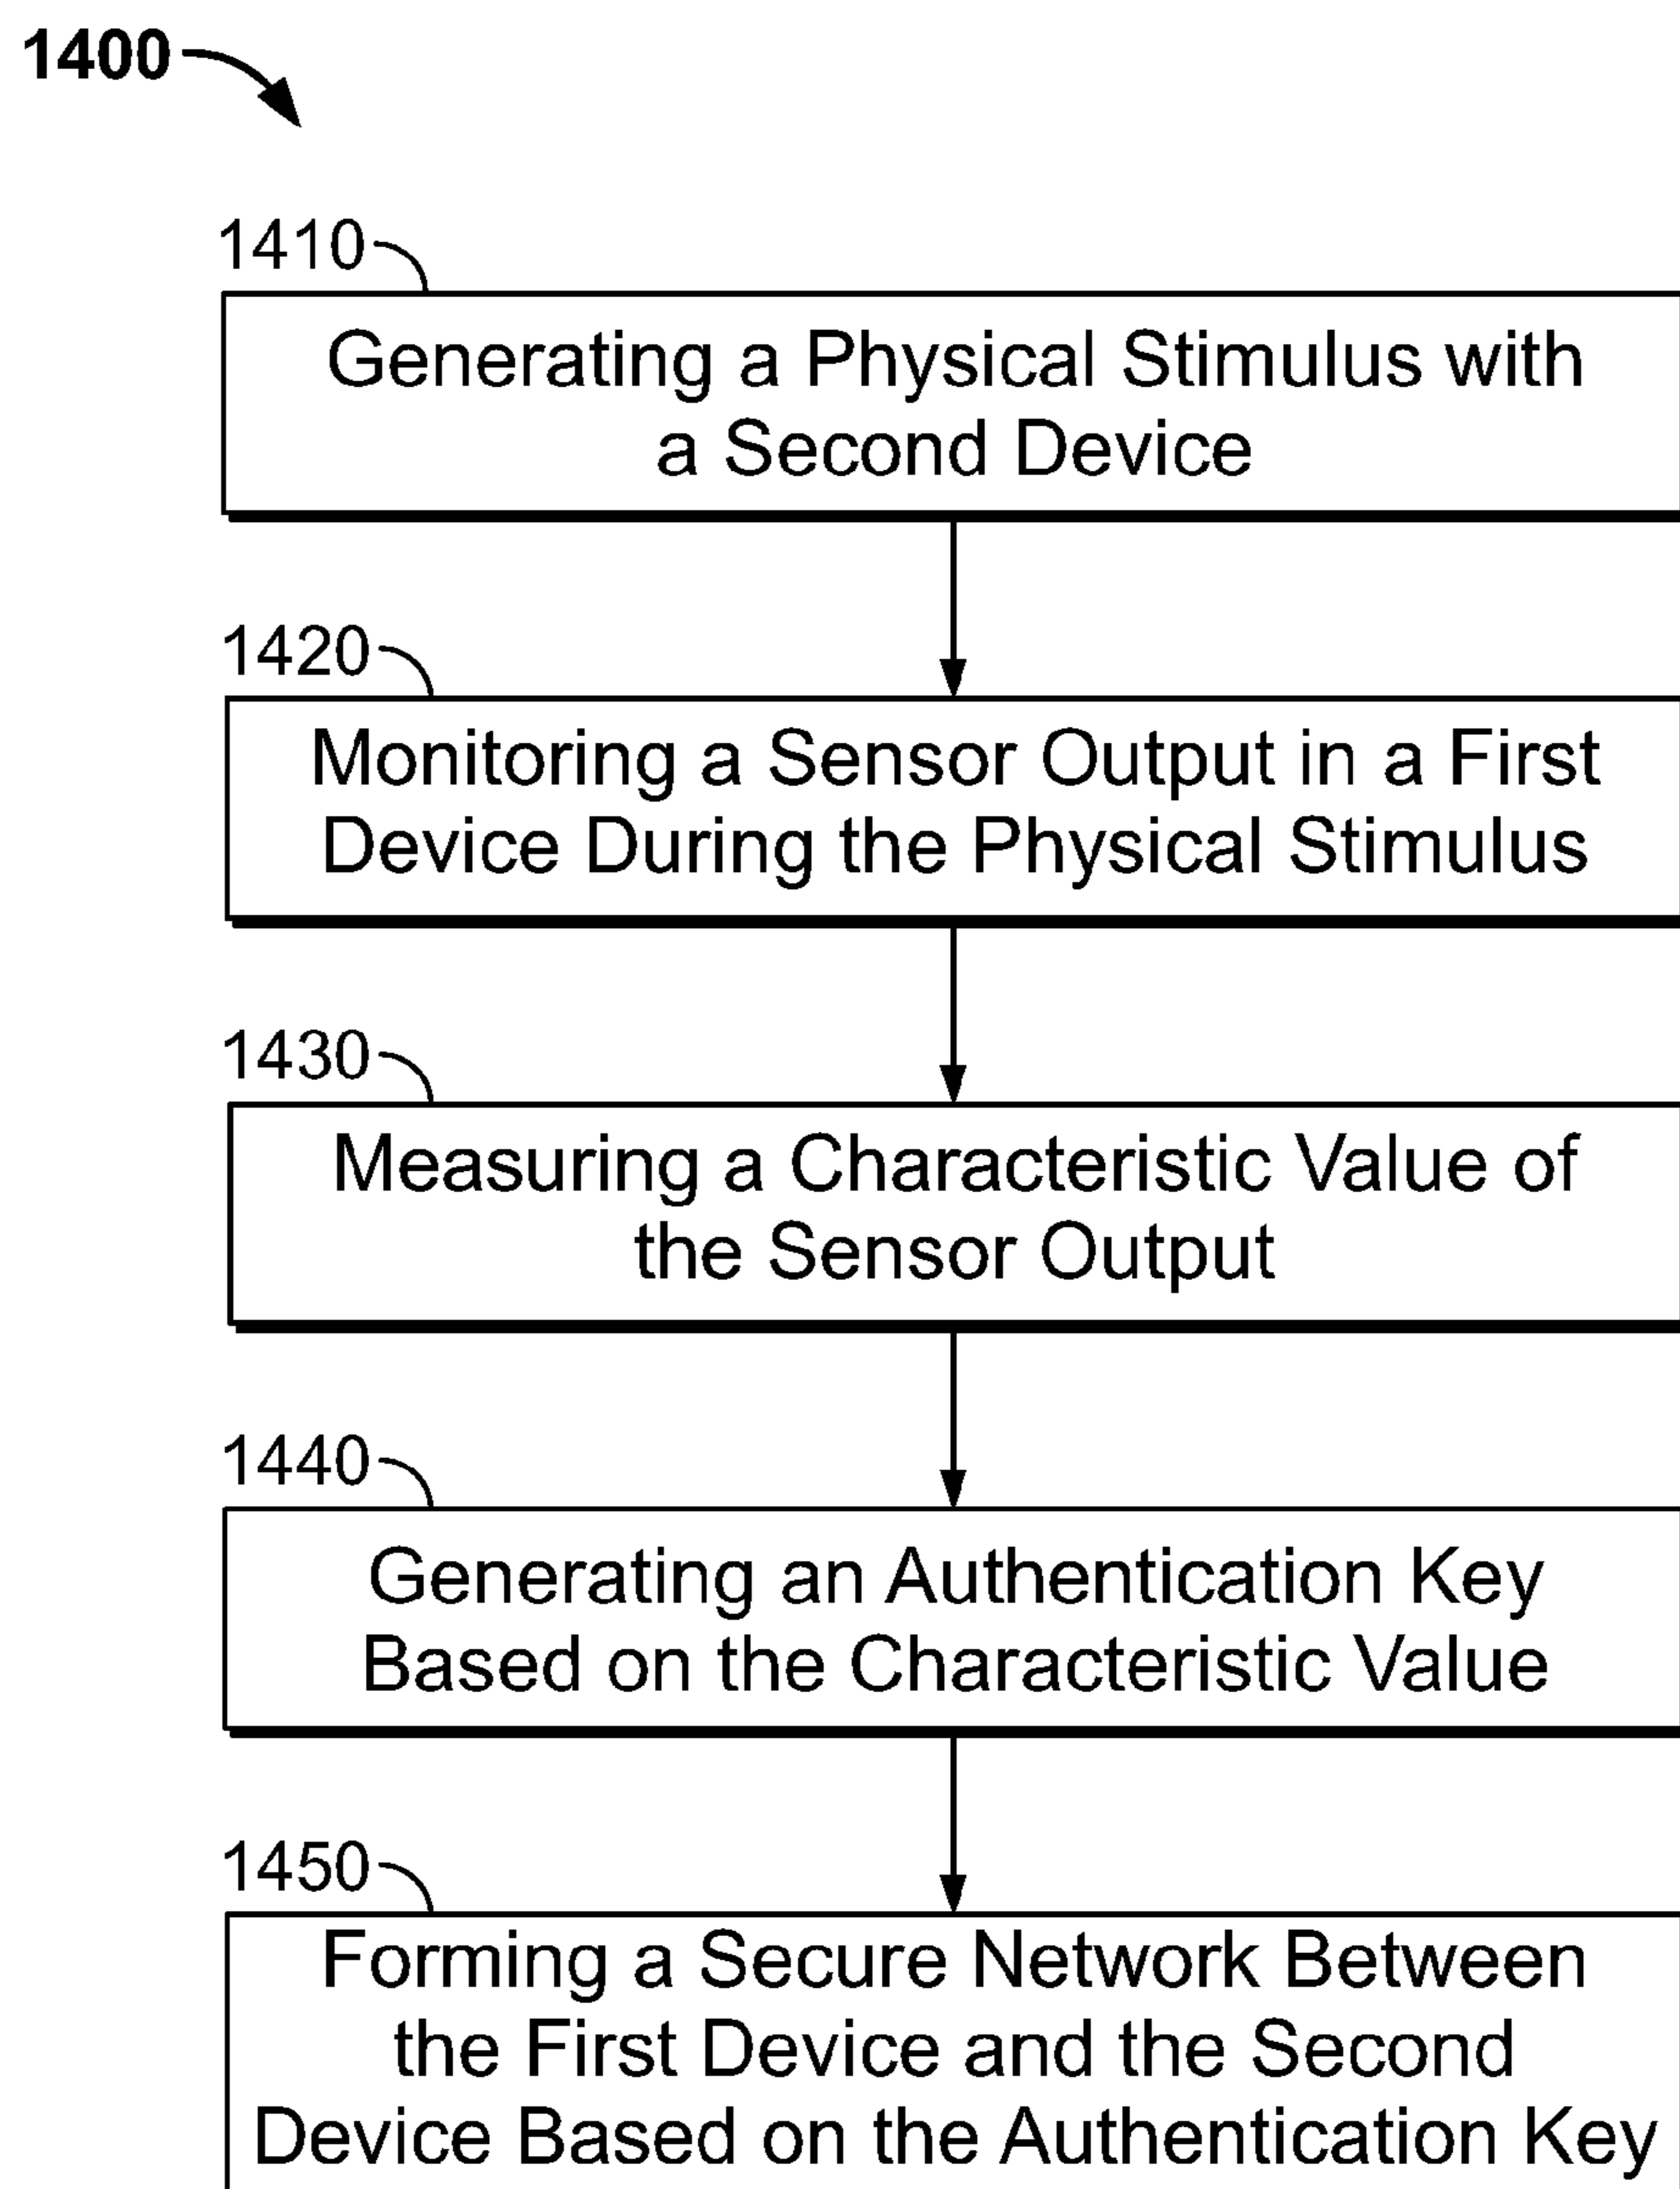 1400
1410
Generating a Physical Stimulus with
a Second Device
1420
Monitoring a Sensor Output in a First
Device During the Physical Stimulus
1430
Measuring a Characteristic Value of
the Sensor Output
1440
Generating an Authentication Key
Based on the Characteristic Value
1450
Forming a Secure Network Between
the First Device and the Second
Device Based on the Authentication Key